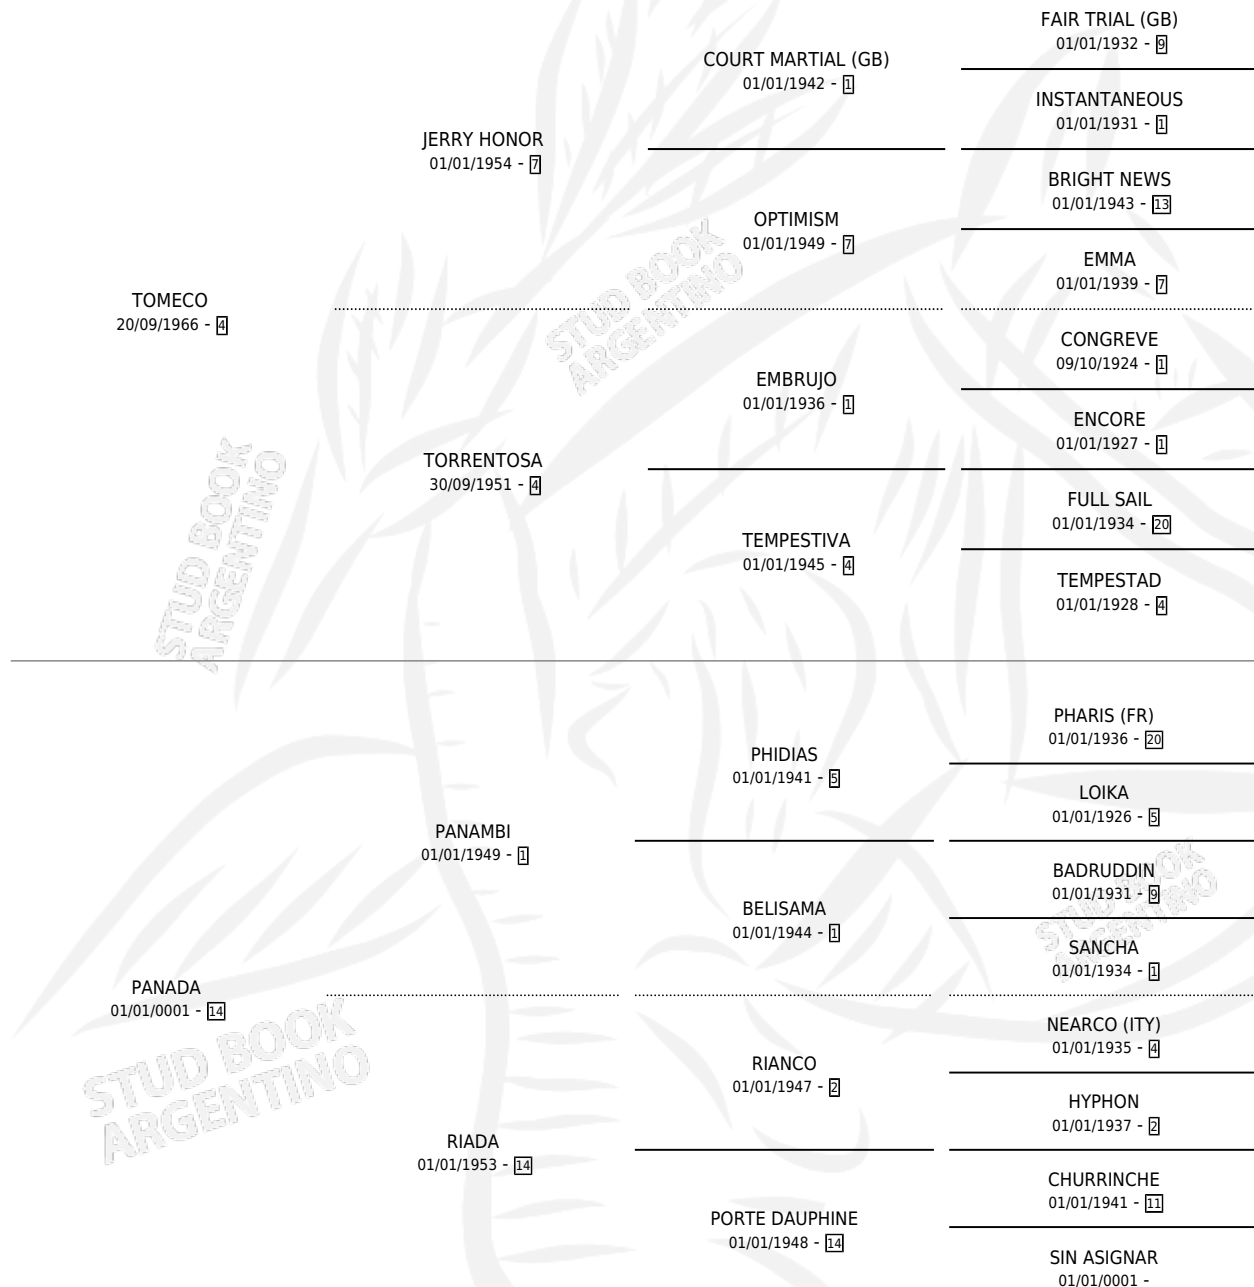 TOMECO
20/09/1966 - 4
JERRY HONOR
01/01/1954 - 7
COURT MARTIAL (GB)
01/01/1942 - 1
FAIR TRIAL (GB)
01/01/1932 - 9
INSTANTANEOUS
01/01/1931 - 1
OPTIMISM
01/01/1949 - 7
BRIGHT NEWS
01/01/1943 - 13
EMMA
01/01/1939 - 7
TORRENTOSA
30/09/1951 - 4
EMBRUJO
01/01/1936 - 1
CONGREVE
09/10/1924 - 1
ENCORE
01/01/1927 - 1
TEMPESTIVA
01/01/1945 - 4
FULL SAIL
01/01/1934 - 20
TEMPESTAD
01/01/1928 - 4
PANADA
01/01/0001 - 14
PANAMBI
01/01/1949 - 1
PHIDIAS
01/01/1941 - 5
PHARIS (FR)
01/01/1936 - 20
LOIKA
01/01/1926 - 5
BELISAMA
01/01/1944 - 1
BADRUDDIN
01/01/1931 - 9
SANCHA
01/01/1934 - 1
RIADA
01/01/1953 - 14
RIANCO
01/01/1947 - 2
NEARCO (ITY)
01/01/1935 - 4
HYPHON
01/01/1937 - 2
PORTE DAUPHINE
01/01/1948 - 14
CHURRINCHE
01/01/1941 - 11
SIN ASIGNAR
01/01/0001 -
STUD BOOK
ARGENTINO
STUD BOOK
ARGENTINO
STUD BOOK
ARGENTINO
STUD BOOK
ARGENTINO